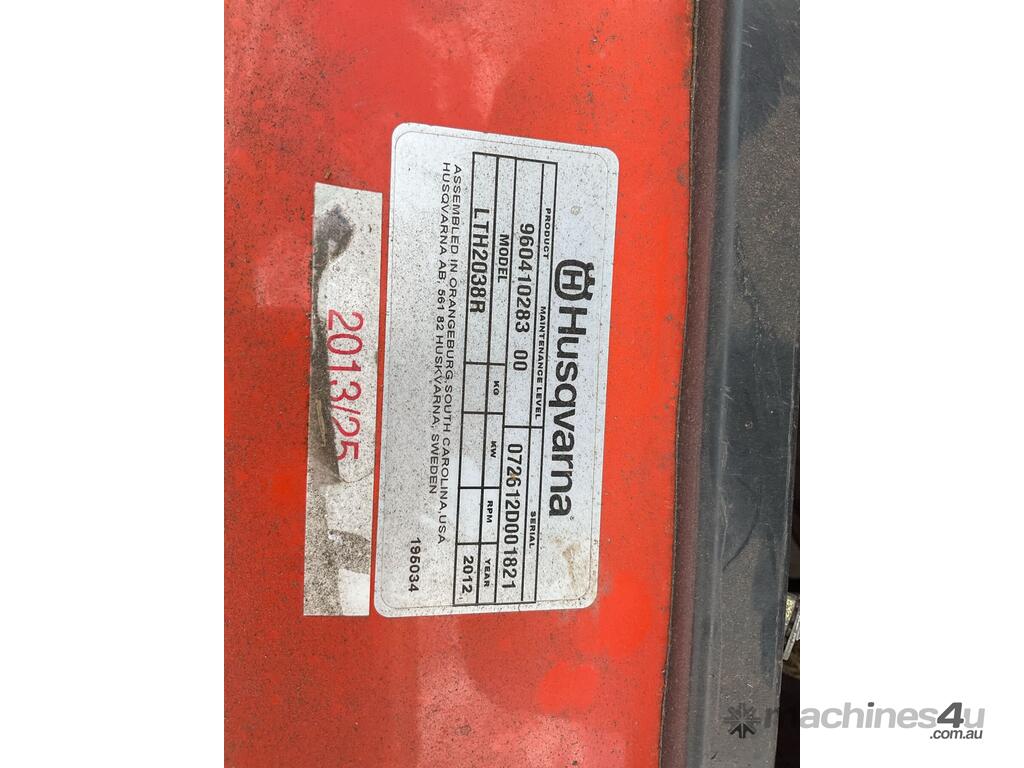 Husqvarna
PRODUCT MAINTENANCE LEVEL SERIAL
960410283 00 072612D001821
MODEL KG KW RPM YEAR
LTH2038R 2012
ASSEMBLED IN ORANGEBURG, SOUTH CAROLINA, USA
HUSQVARNA AB; 561 82 HUSKVARNA, SWEDEN
195034
2013/25
machines4u
.com.au